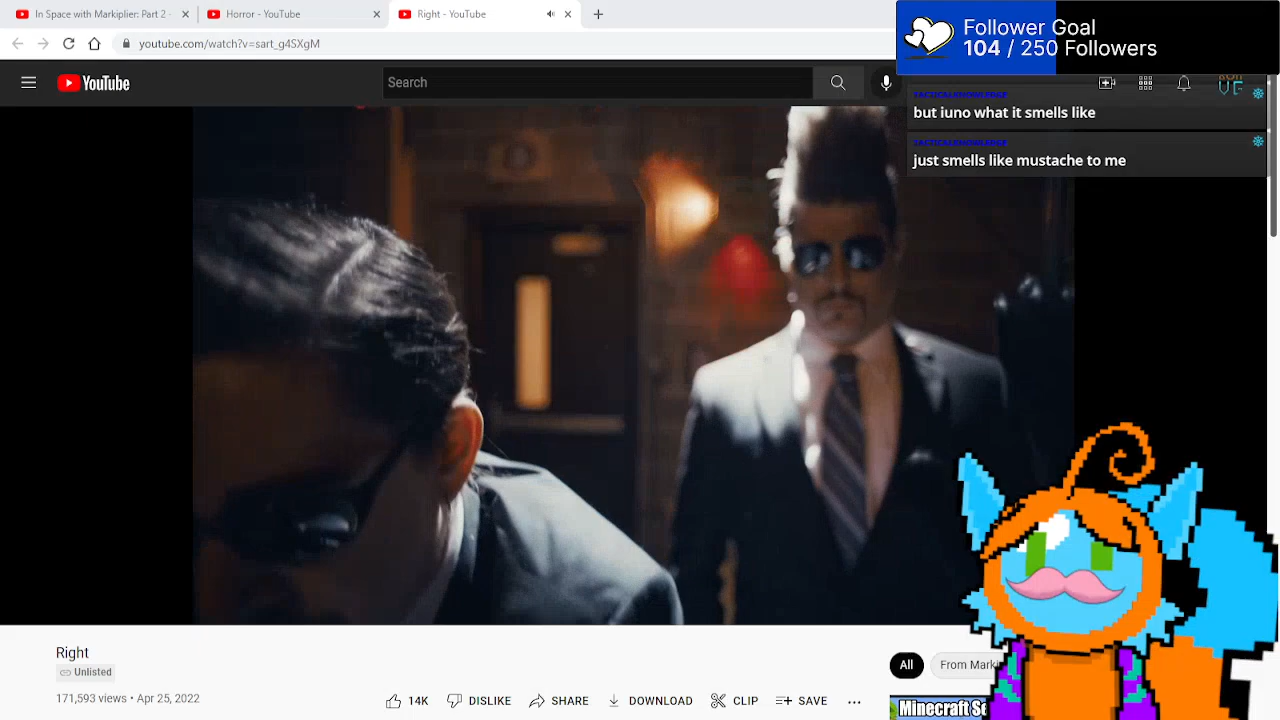 In Space with Markiplier: Part 2 -
Horror - YouTube
Right - YouTube
youtube.com/watch?v=sart_g4SXgM
Follower Goal
104 / 250 Followers
YouTube
Search
but iuno what it smells like
just smells like mustache to me
Right
Unlisted
171,593 views • Apr 25, 2022
14K
DISLIKE
SHARE
DOWNLOAD
CLIP
SAVE
All
From Marki
Minecraft